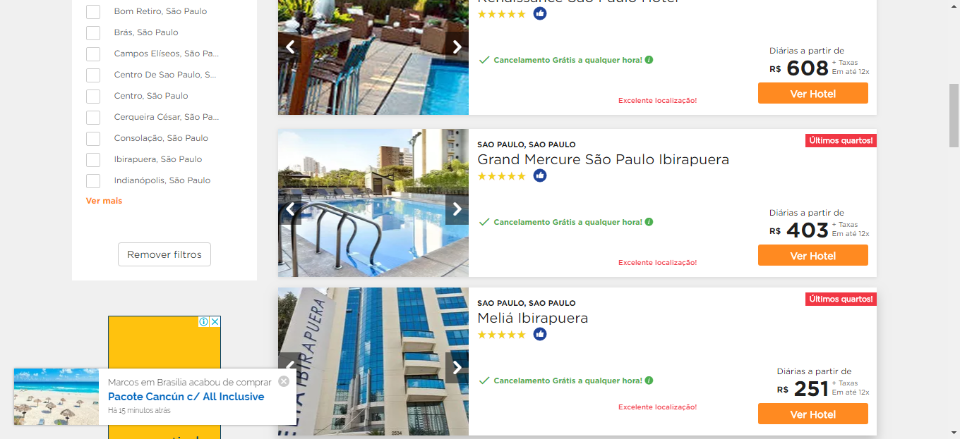 Bom Retiro, São Paulo
Brás, São Paulo
Campos Elíseos, São Pa...
Centro De Sao Paulo, S...
Centro, São Paulo
Cerqueira César, São Pa...
Consolação, São Paulo
Ibirapuera, São Paulo
Indianópolis, São Paulo
Ver mais
Remover filtros
Renaissance São Paulo Hotel
Cancelamento Grátis a qualquer hora!
Excelente localização!
Diárias a partir de
R$ 608 + Taxas
Em até 12x
Ver Hotel
Últimos quartos!
SAO PAULO, SAO PAULO
Grand Mercure São Paulo Ibirapuera
Cancelamento Grátis a qualquer hora!
Excelente localização!
Diárias a partir de
R$ 403 + Taxas
Em até 12x
Ver Hotel
Últimos quartos!
SAO PAULO, SAO PAULO
Meliá Ibirapuera
Cancelamento Grátis a qualquer hora!
Excelente localização!
Diárias a partir de
R$ 251 + Taxas
Em até 12x
Ver Hotel
IBIRAPUERA
Marcos em Brasília acabou de comprar
Pacote Cancún c/ All Inclusive
Há 15 minutos atrás